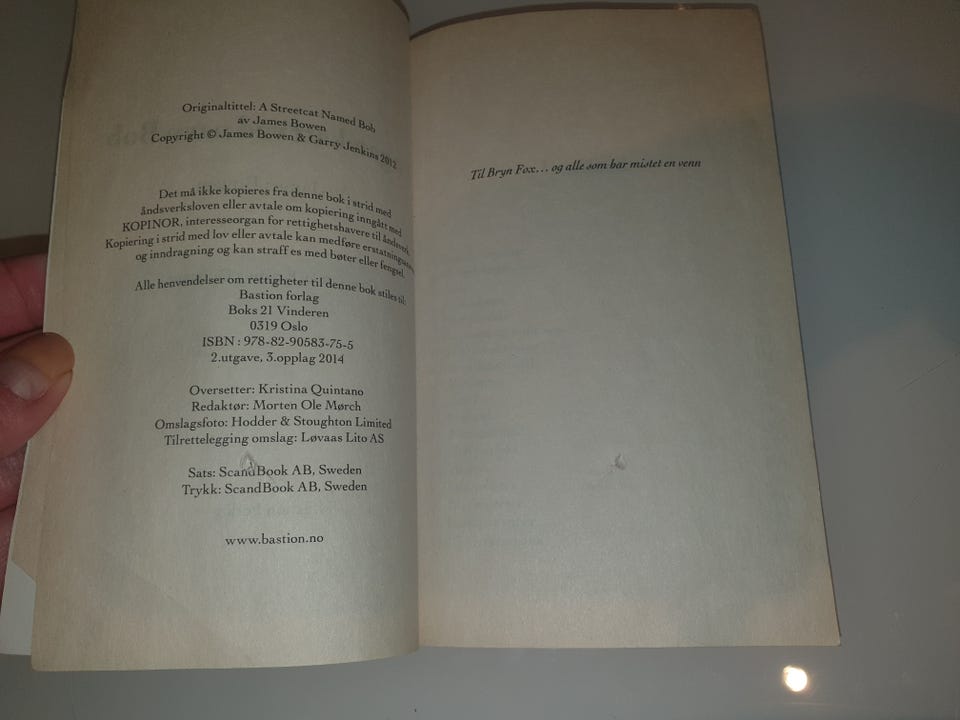 Originaltittel: A Streetcat Named Bob
av James Bowen
Copyright © James Bowen & Garry Jenkins 2012
Det må ikke kopieres fra denne bok i strid med
åndsverksloven eller avtale om kopiering inngått med
KOPINOR, interesseorgan for rettighetshavere til åndsverk.
Kopiering i strid med lov eller avtale kan medføre
og inndragning og kan straff es med bøter eller fengsel.
Alle henvendelser om rettigheter til denne bok stiles til:
Bastion forlag
Boks 21 Vinderen
0319 Oslo
ISBN : 978-82-90583-75-5
2.utgave, 3.opplag 2014
Oversetter: Kristina Quintano
Redaktør: Morten Ole Mørch
Omslagsfoto: Hodder & Stoughton Limited
Tilrettelegging omslag: Løvaas Lito AS
Sats: ScandBook AB, Sweden
Trykk: ScandBook AB, Sweden
www.bastion.no
Til Bryn Fox... og alle som har mistet en venn